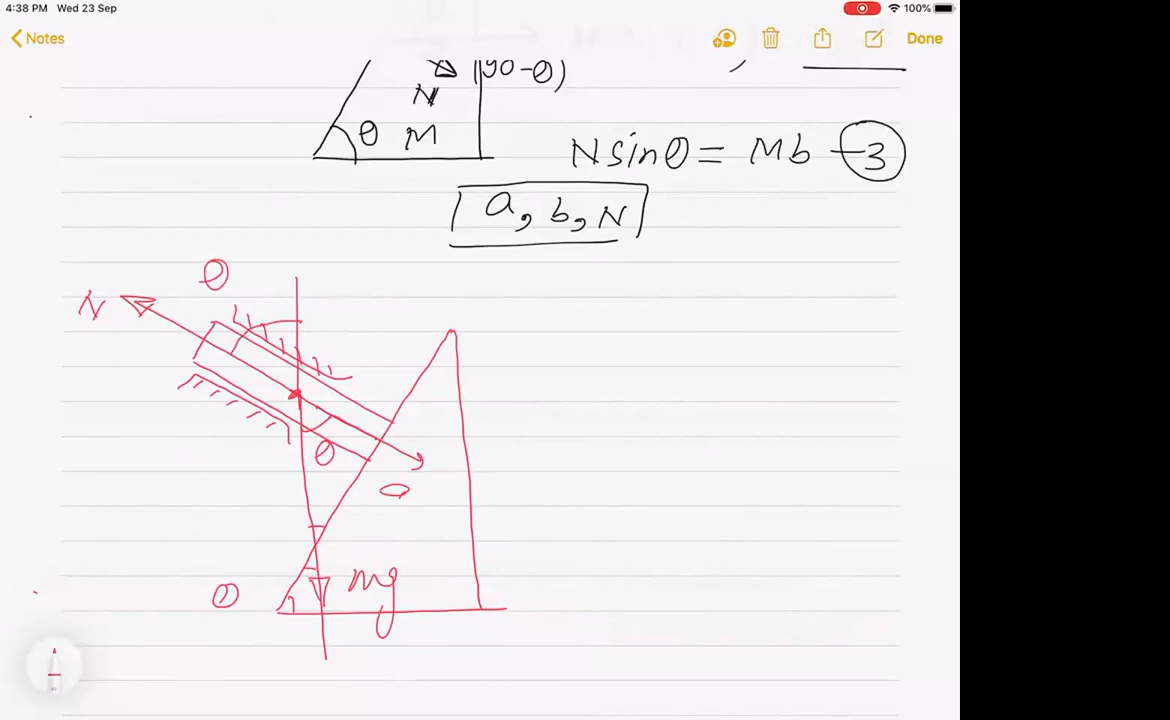 4:38 PM Wed 23 Sep
100%
Notes
Done
(90-θ)
N
θ M
N sinθ = Mb - 3
a, b, N
θ
N
θ
a
θ
mg